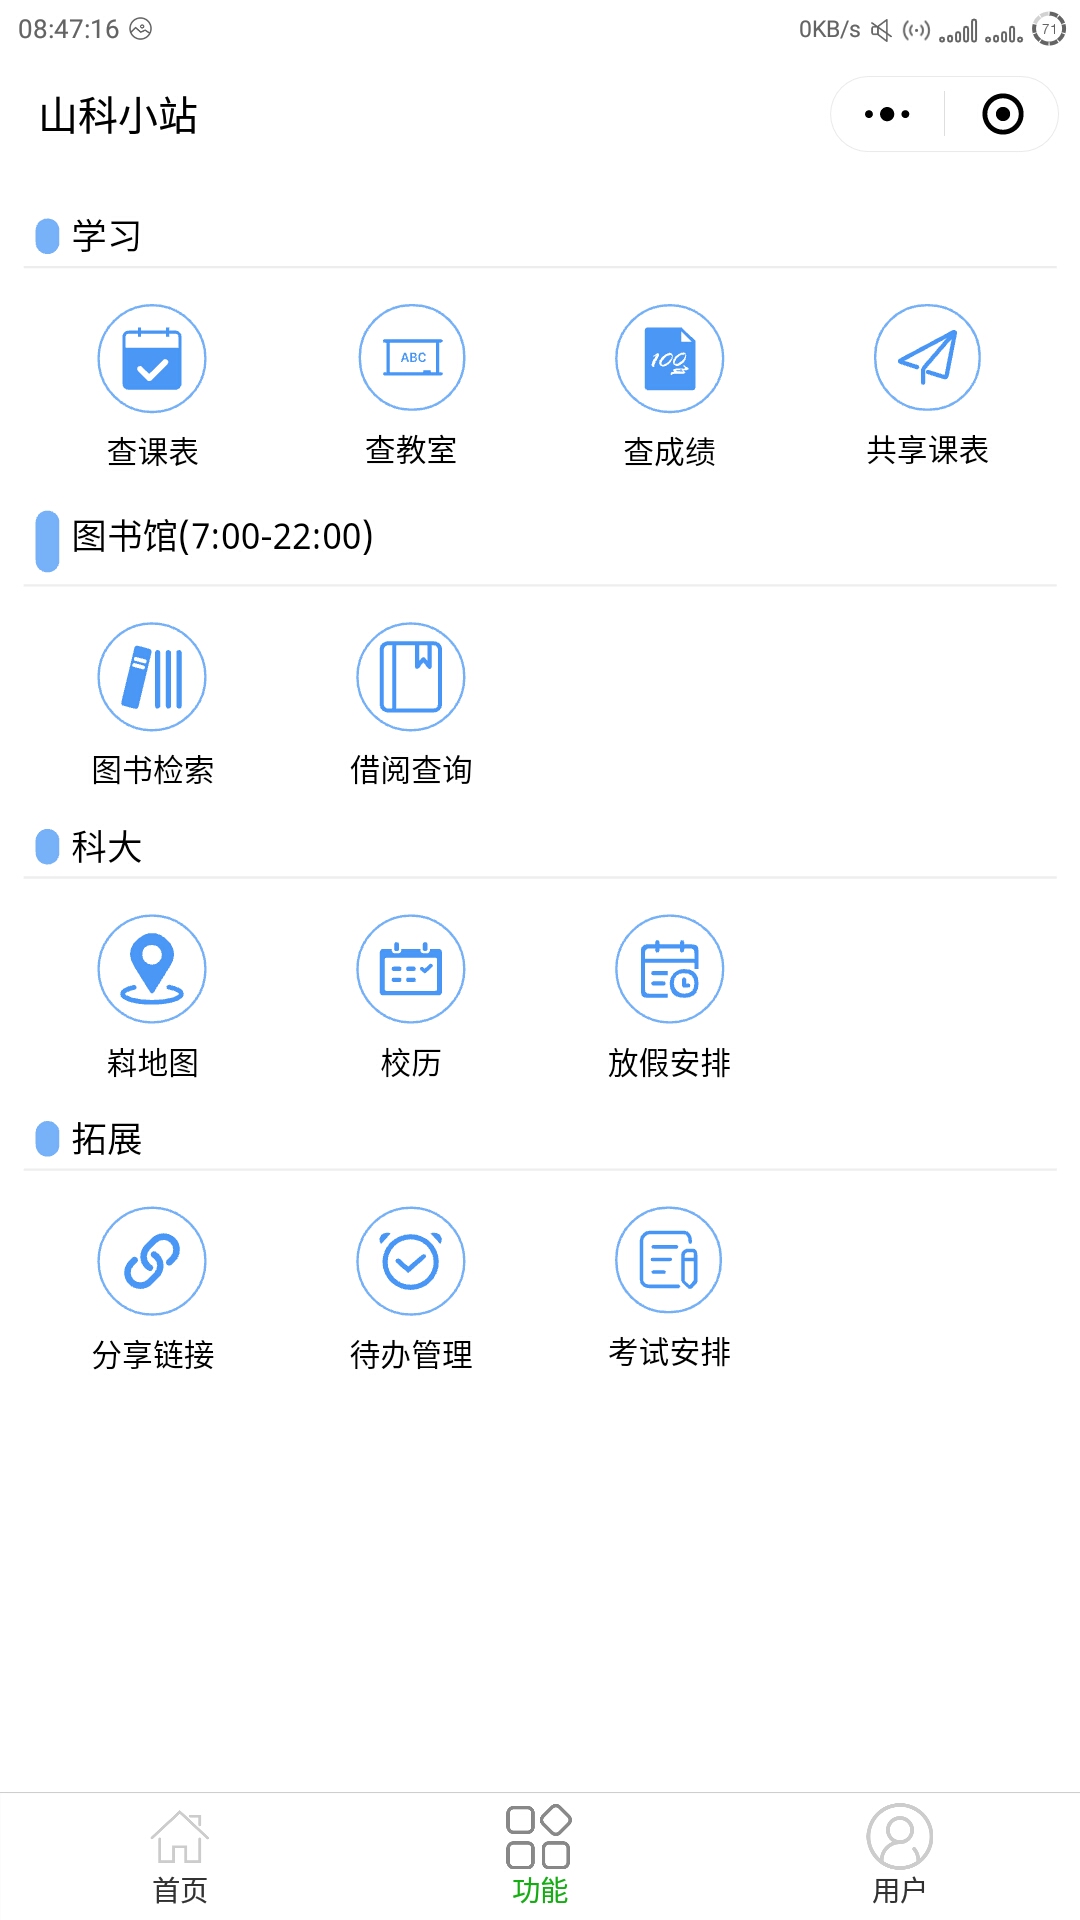 08:47:16 0KB/s 71
山科小站
学习
ABC 100
查课表 查教室 查成绩 共享课表
图书馆(7:00-22:00)
图书检索 借阅查询
科大
嵙地图 校历 放假安排
拓展
分享链接 待办管理 考试安排
首页 功能 用户